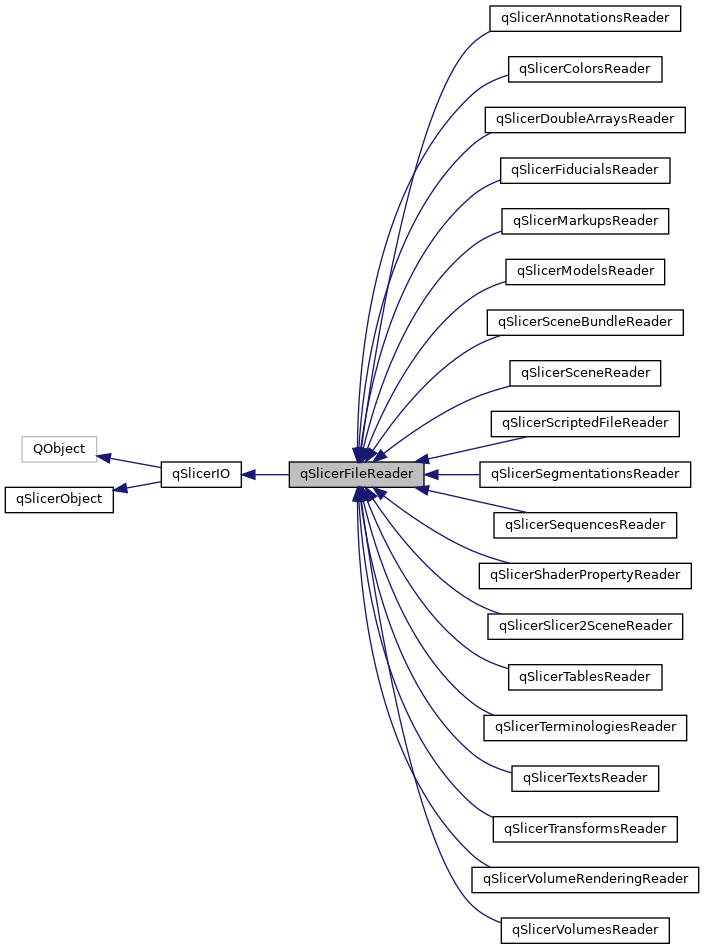 qSlicerAnnotationsReader
qSlicerColorsReader
qSlicerDoubleArraysReader
qSlicerFiducialsReader
qSlicerMarkupsReader
qSlicerModelsReader
qSlicerSceneBundleReader
qSlicerSceneReader
qSlicerScriptedFileReader
QObject
qSlicerIO
qSlicerFileReader
qSlicerSegmentationsReader
qSlicerObject
qSlicerSequencesReader
qSlicerShaderPropertyReader
qSlicerSlicer2SceneReader
qSlicerTablesReader
qSlicerTerminologiesReader
qSlicerTextsReader
qSlicerTransformsReader
qSlicerVolumeRenderingReader
qSlicerVolumesReader